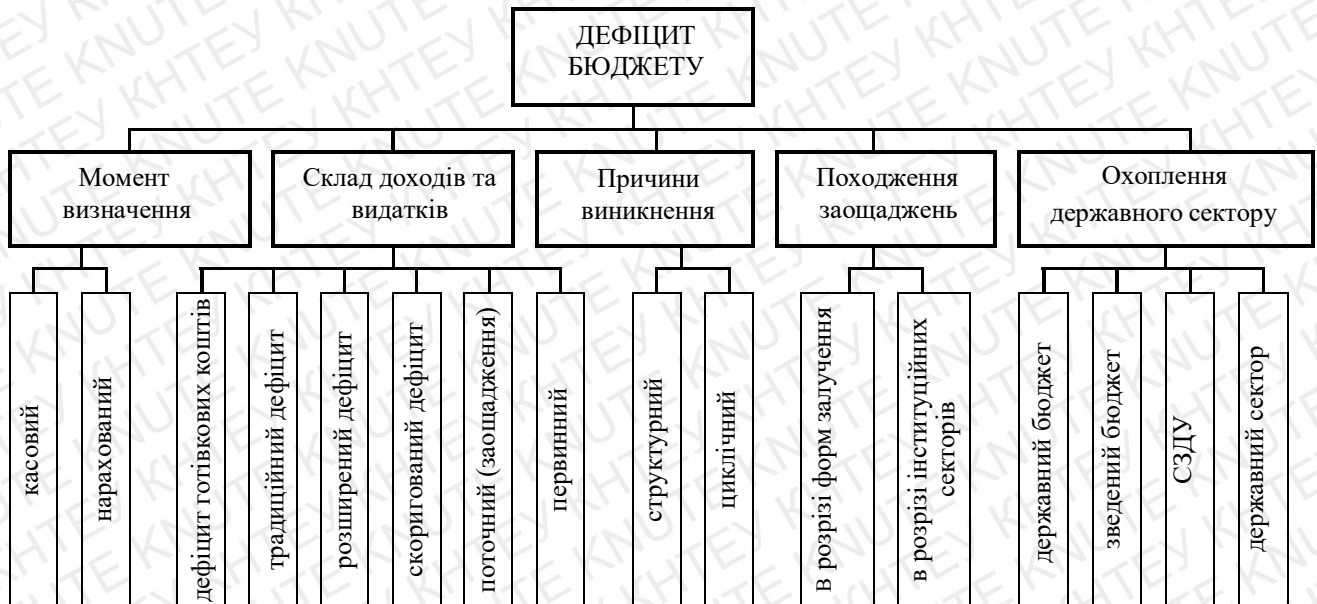 ДЕФІЦИТ
БЮДЖЕТУ
Момент
визначення
Склад доходів та
видатків
Причини
виникнення
Походження
заощаджень
Охоплення
державного сектору
касовий
нарахований
дефіцит готівкових коштів
традиційний дефіцит
розширений дефіцит
скоригований дефіцит
поточний (заощадження)
первинний
структурний
циклічний
в розрізі форм залучення
в розрізі інституційних
секторів
державний бюджет
зведений бюджет
СЗДУ
державний сектор